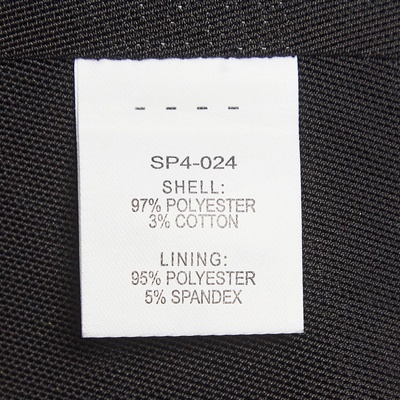 SP4-024
SHELL:
97% POLYESTER
3% COTTON
LINING:
95% POLYESTER
5% SPANDEX